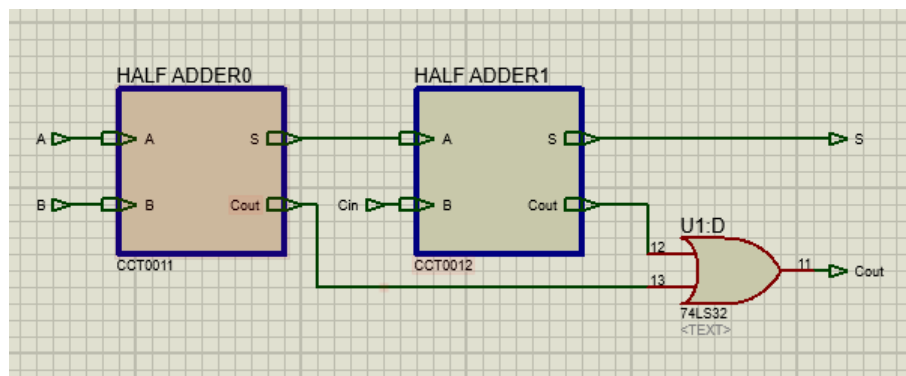 HALF ADDER0
HALF ADDER1
A
A
S
A
S
S
B
B
Cout
Cin
B
Cout
U1:D
12
11
Cout
13
CCT0011
CCT0012
74LS32
<TEXT>